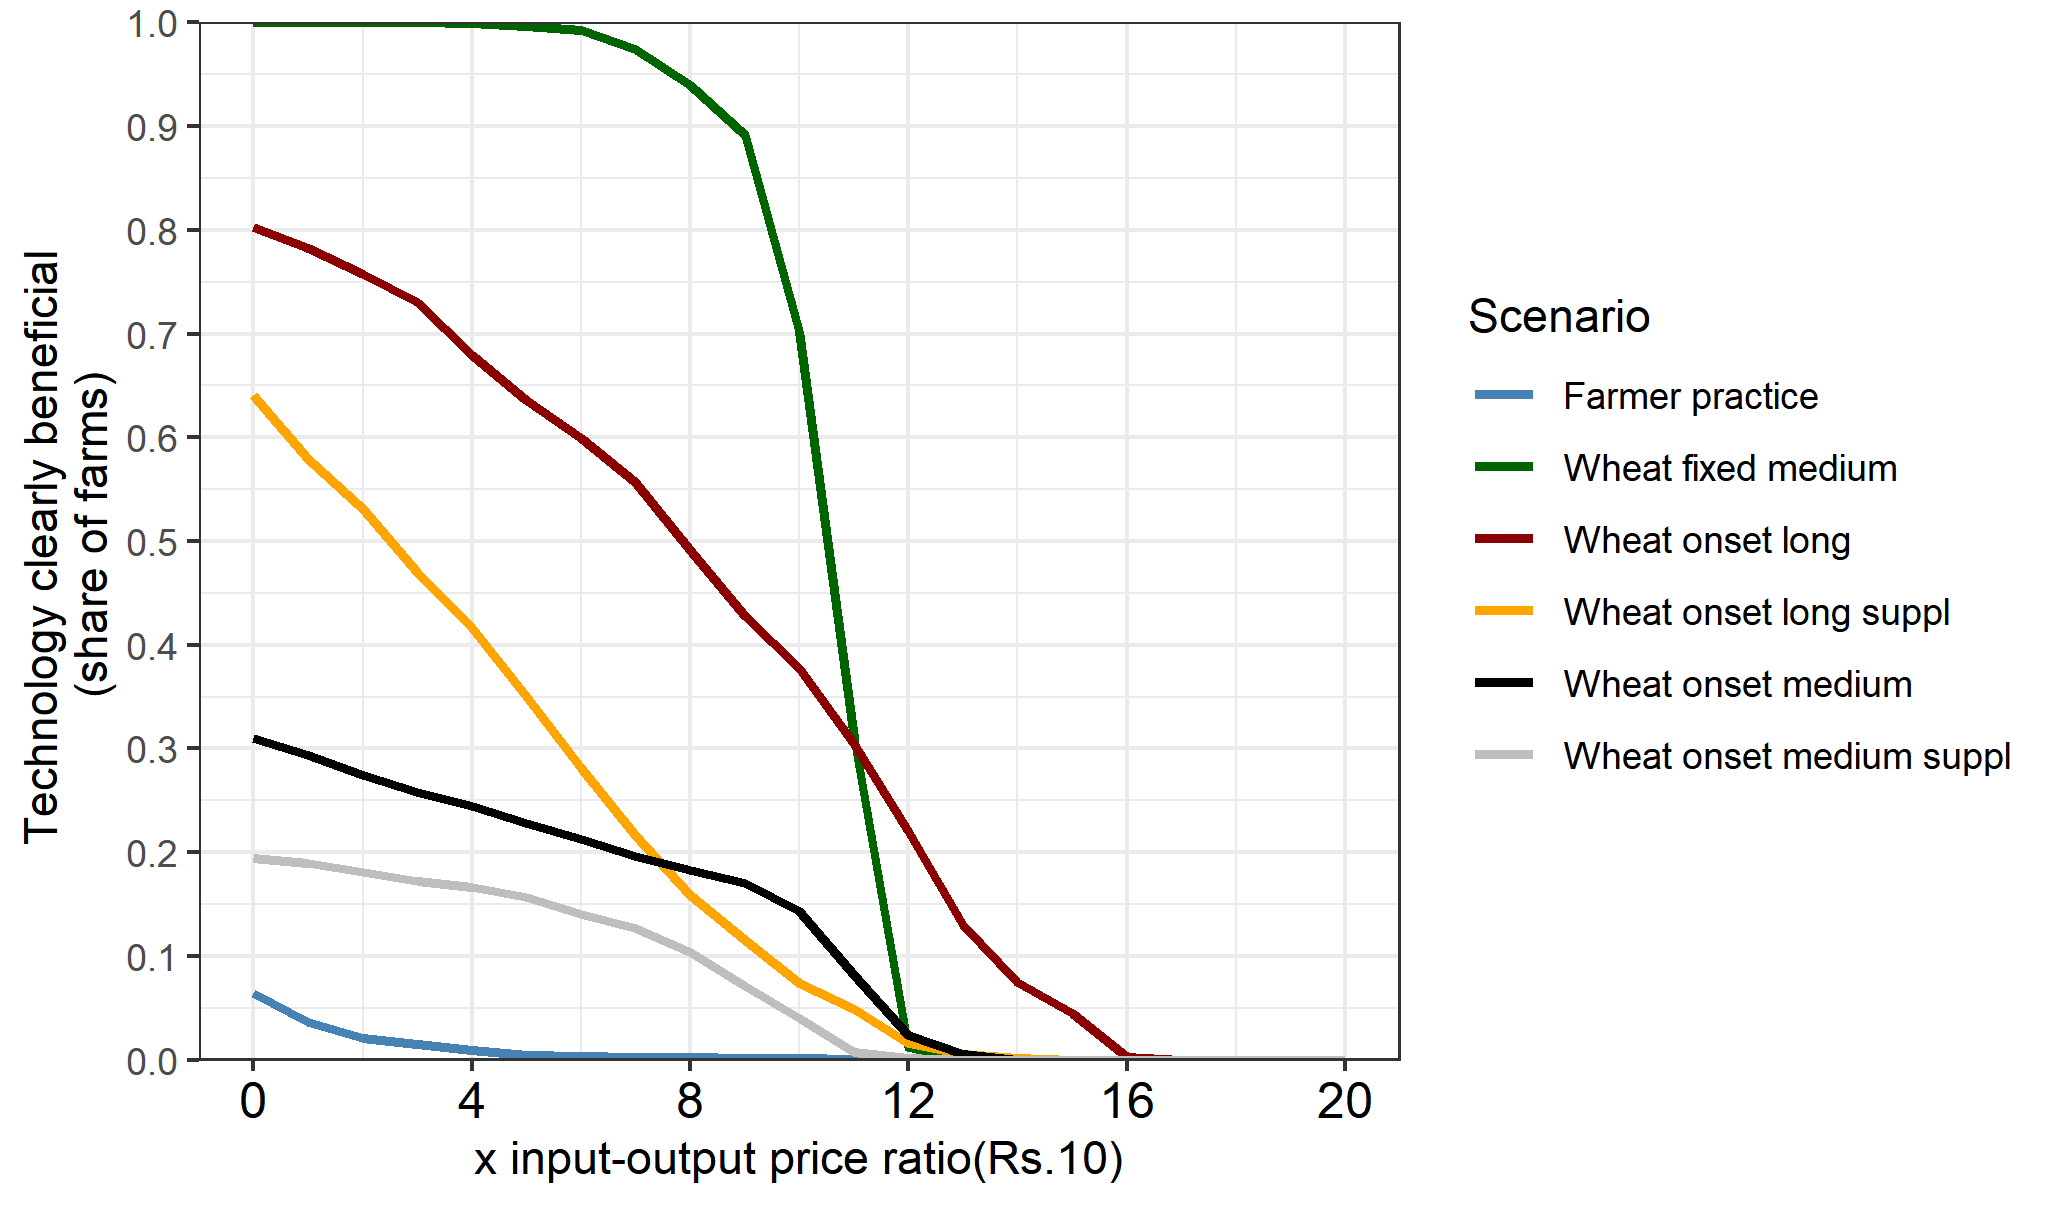 Technology clearly beneficial
(share of farms)
1.0
0.9
0.8
0.7
0.6
0.5
0.4
0.3
0.2
0.1
0.0
0 4 8 12 16 20
x input-output price ratio(Rs.10)
Scenario
Farmer practice
Wheat fixed medium
Wheat onset long
Wheat onset long suppl
Wheat onset medium
Wheat onset medium suppl